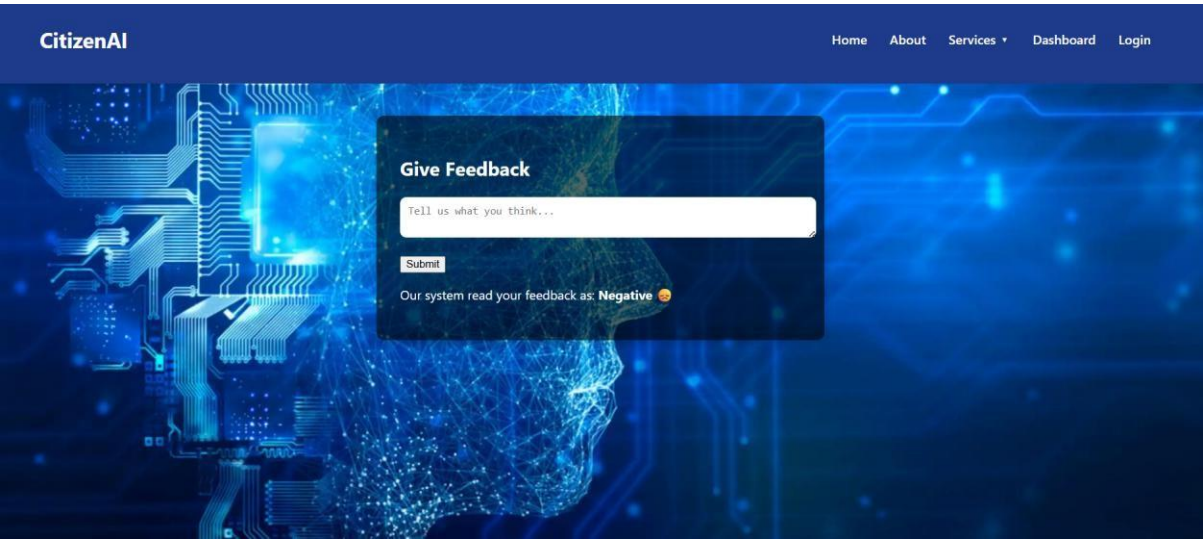 CitizenAI
Home About Services ▾ Dashboard Login
Give Feedback
Tell us what you think...
Submit
Our system read your feedback as: Negative 😡